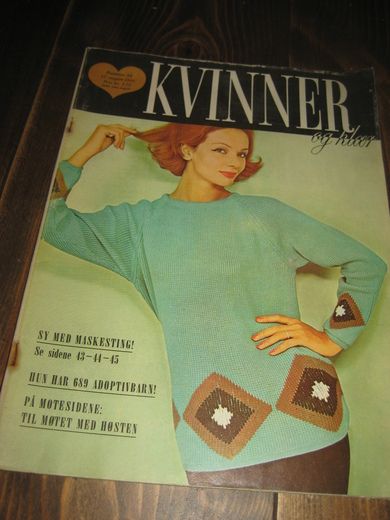 KVINNER
og klær
SY MED MASKESTING!
Se sidene 43—44—45
HUN HAR 689 ADOPTIVBARN!
PÅ MOTESIDENE:
TIL MØTET MED HØSTEN